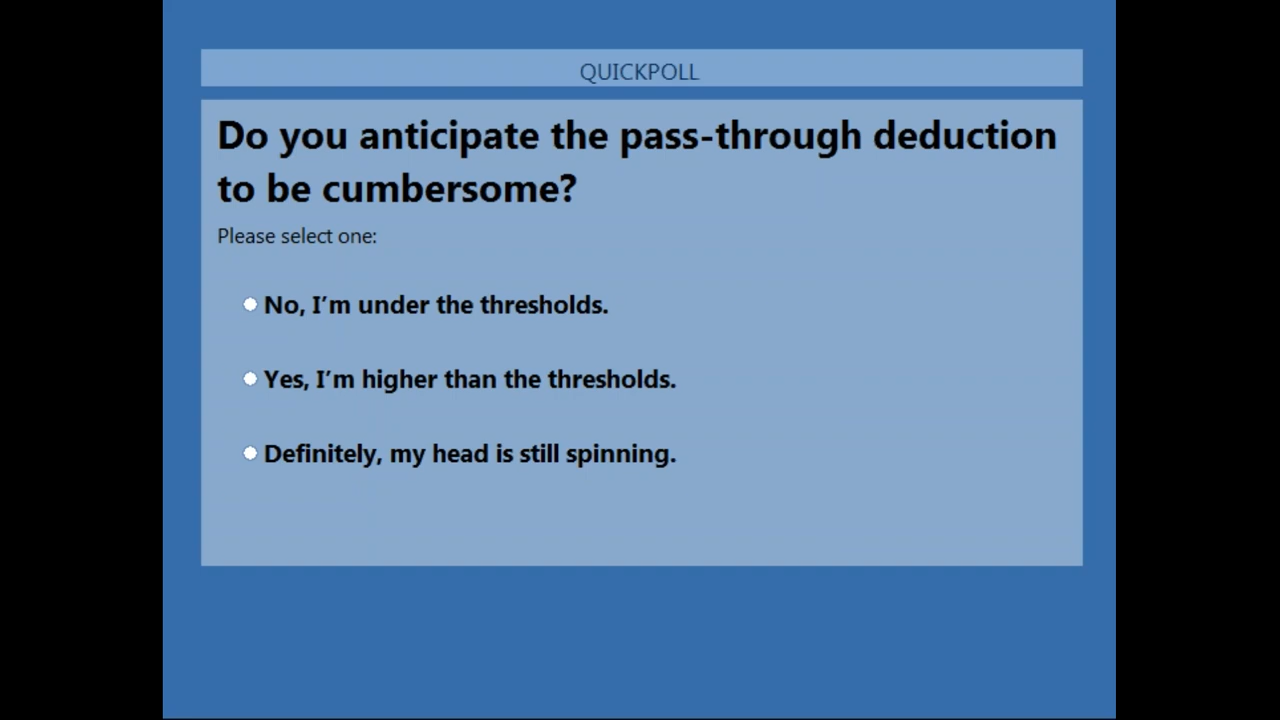 QUICKPOLL
Do you anticipate the pass-through deduction
to be cumbersome?
Please select one:
No, I’m under the thresholds.
Yes, I’m higher than the thresholds.
Definitely, my head is still spinning.